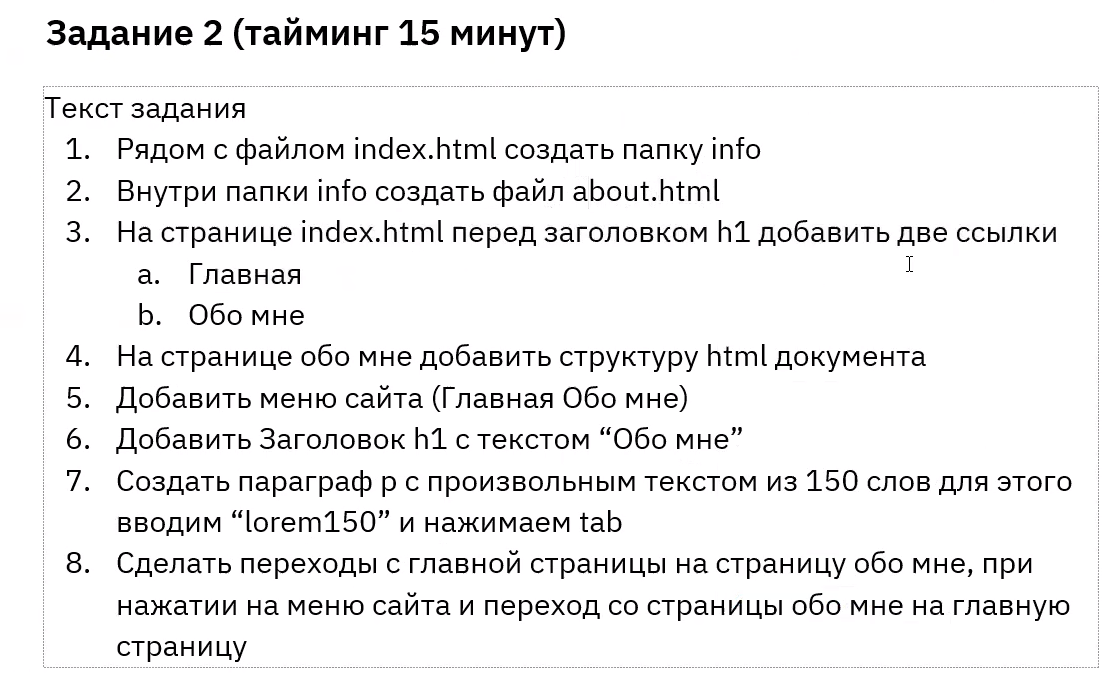 Задание 2 (тайминг 15 минут)
Текст задания
1. Рядом с файлом index.html создать папку info
2. Внутри папки info создать файл about.html
3. На странице index.html перед заголовком h1 добавить две ссылки
a. Главная
b. Обо мне
4. На странице обо мне добавить структуру html документа
5. Добавить меню сайта (Главная Обо мне)
6. Добавить Заголовок h1 с текстом “Обо мне”
7. Создать параграф p с произвольным текстом из 150 слов для этого
вводим “lorem150” и нажимаем tab
8. Сделать переходы с главной страницы на страницу обо мне, при
нажатии на меню сайта и переход со страницы обо мне на главную
страницу